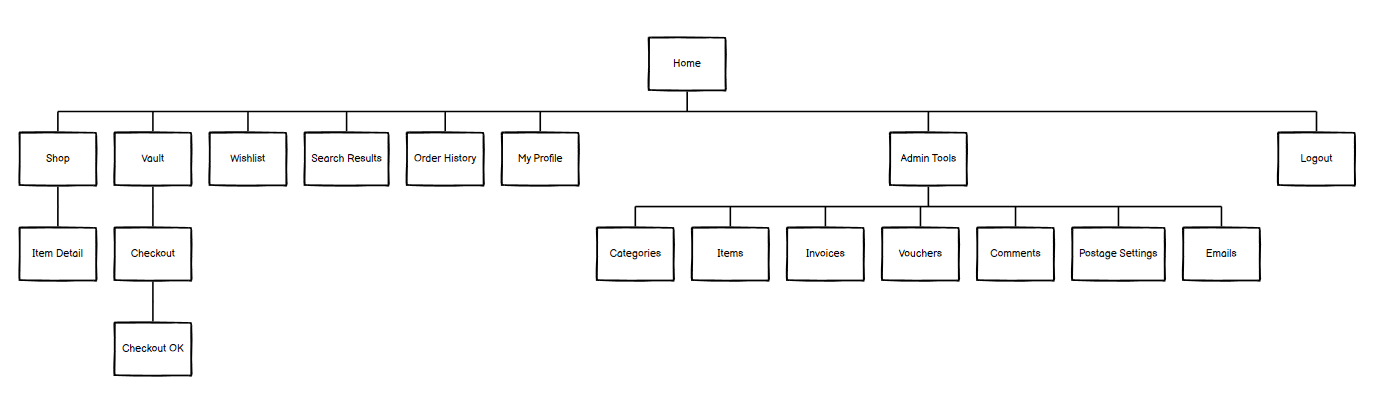 Home
Shop
Vault
Wishlist
Search Results
Order History
My Profile
Admin Tools
Logout
Item Detail
Checkout
Categories
Items
Invoices
Vouchers
Comments
Postage Settings
Emails
Checkout OK